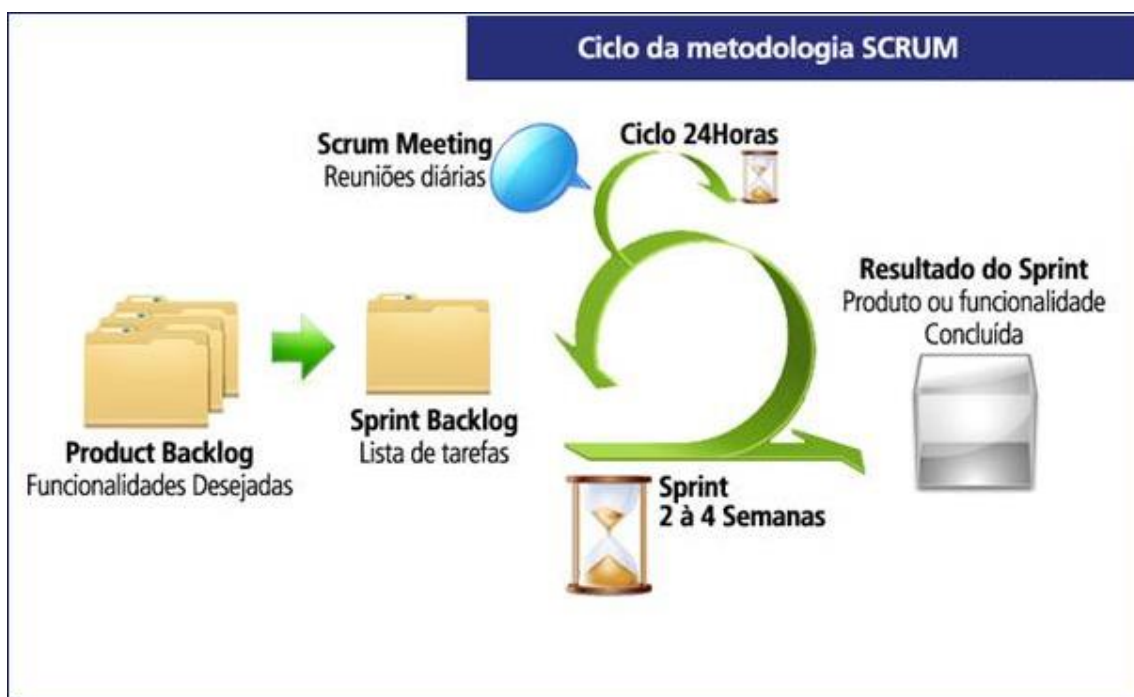 Ciclo da metodologia SCRUM
Scrum Meeting
Reuniões diárias
Ciclo 24Horas
Product Backlog
Funcionalidades Desejadas
Sprint Backlog
Lista de tarefas
Sprint
2 à 4 Semanas
Resultado do Sprint
Produto ou funcionalidade
Concluída